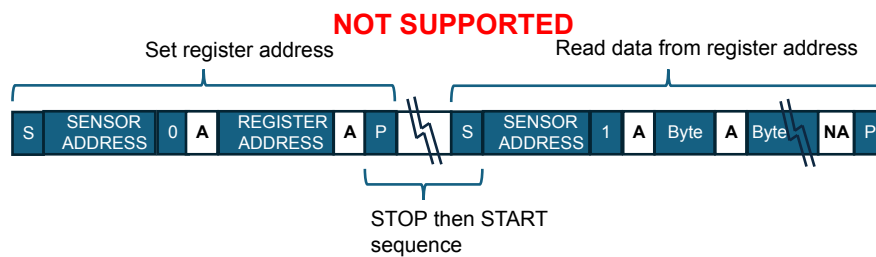 NOT SUPPORTED
Set register address
Read data from register address
S SENSOR ADDRESS 0 A REGISTER ADDRESS A P S SENSOR ADDRESS 1 A Byte A Byte NA P
STOP then START
sequence